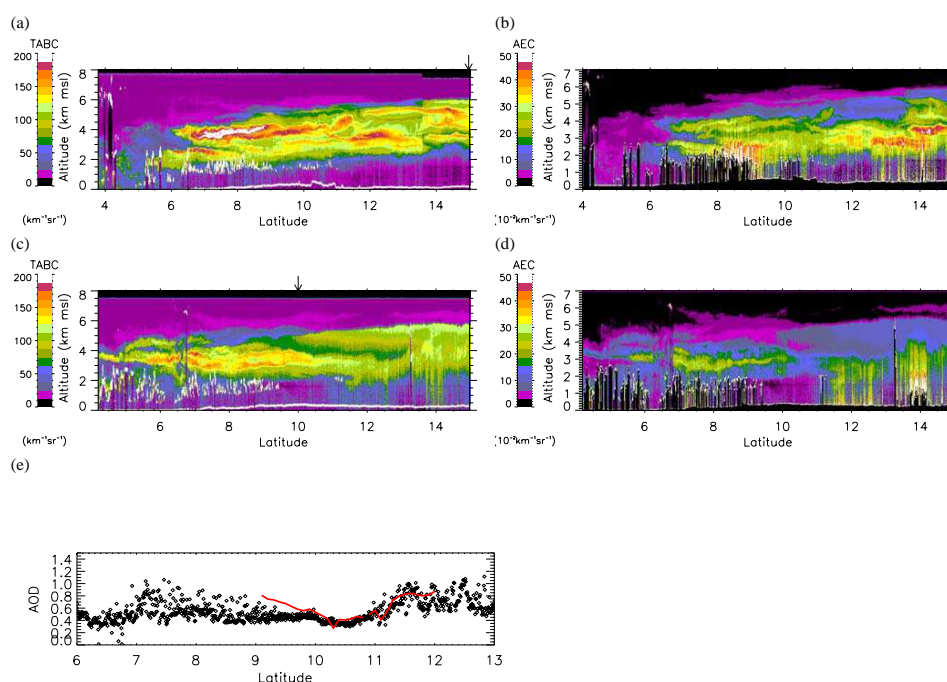 (a)
TABC
200
150
100
50
0
(km⁻¹sr⁻¹)
Altitude (km msl)
8
6
4
2
0
4 6 8 10 12 14
Latitude
(b)
AEC
50
40
30
20
10
0
(10⁻²km⁻¹sr⁻¹)
Altitude (km msl)
7
6
5
4
3
2
1
0
4 6 8 10 12 14
Latitude
(c)
TABC
200
150
100
50
0
(km⁻¹sr⁻¹)
Altitude (km msl)
8
6
4
2
0
6 8 10 12 14
Latitude
(d)
AEC
50
40
30
20
10
0
(10⁻²km⁻¹sr⁻¹)
Altitude (km msl)
7
6
5
4
3
2
1
0
6 8 10 12 14
Latitude
(e)
AOD
1.4
1.2
1.0
0.8
0.6
0.4
0.2
0.0
6 7 8 9 10 11 12 13
Latitude